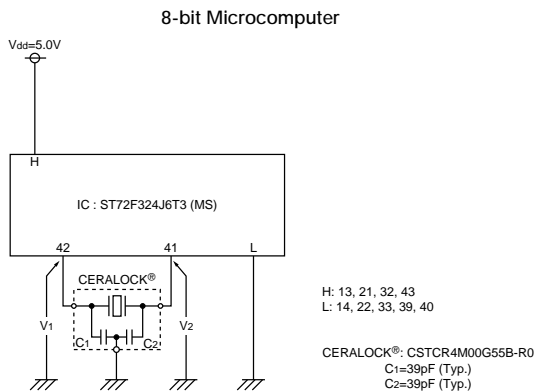 8-bit Microcomputer
Vdd=5.0V
H
IC : ST72F324J6T3 (MS)
42 41 L
CERALOCK®
V1 C1 C2 V2
H: 13, 21, 32, 43
L: 14, 22, 33, 39, 40
CERALOCK®: CSTCR4M00G55B-R0
C1=39pF (Typ.)
C2=39pF (Typ.)